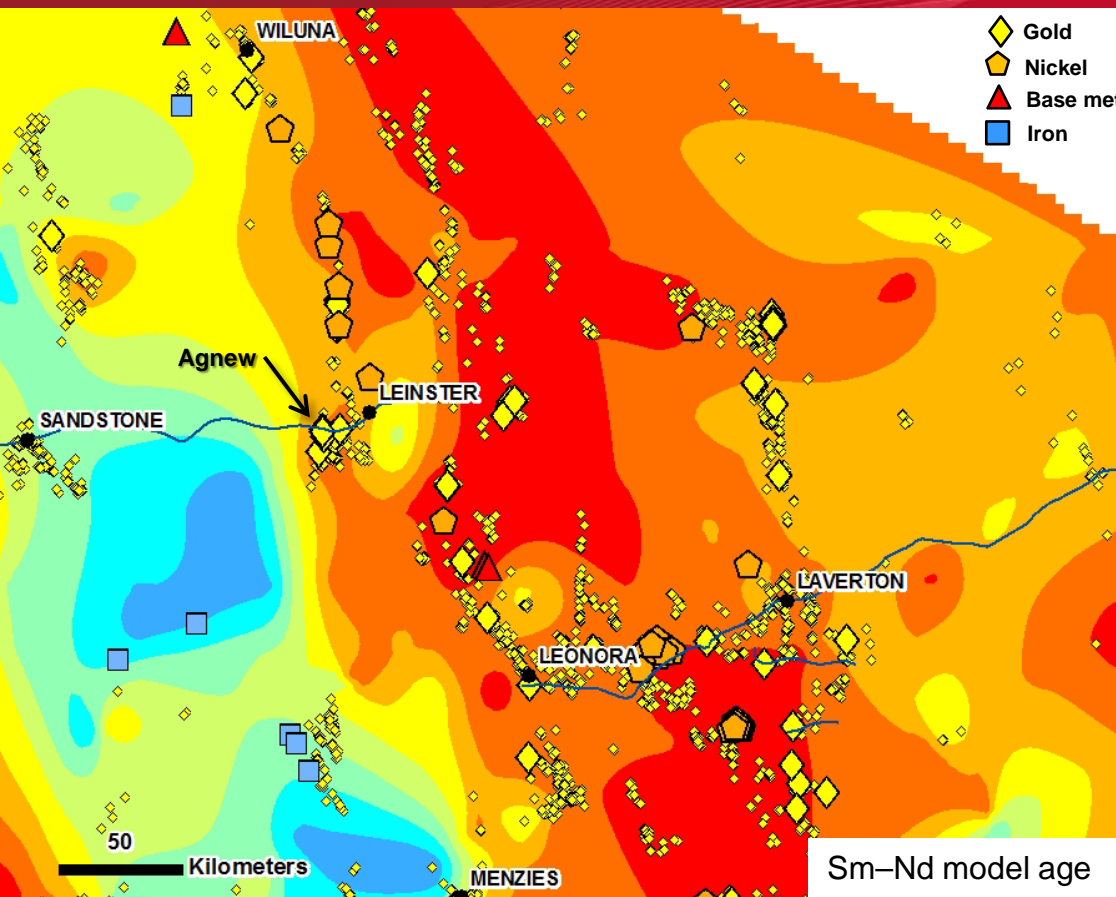 WILUNA
Gold
Nickel
Base met
Iron
Agnew
LEINSTER
SANDSTONE
LAVERTON
LEONORA
50
Kilometers
MENZIES
Sm–Nd model age